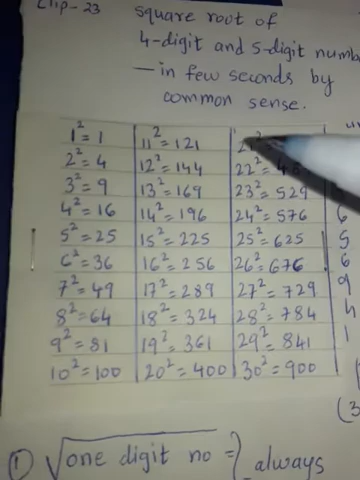 Clip-23 square root of
4-digit and 5-digit
— in few seconds by
common sense.
1²=1 11²=121
2²=4 12²=144 22²=
3²=9 13²=169 23²=529
4²=16 14²=196 24²=576 6
5²=25 15²=225 25²=625 5
6²=36 16²=256 26²=676 6
7²=49 17²=289 27²=729 9
8²=64 18²=324 28²=784 4
9²=81 19²=361 29²=841 1
10²=100 20²=400 30²=900
(3
① √one digit no = } always